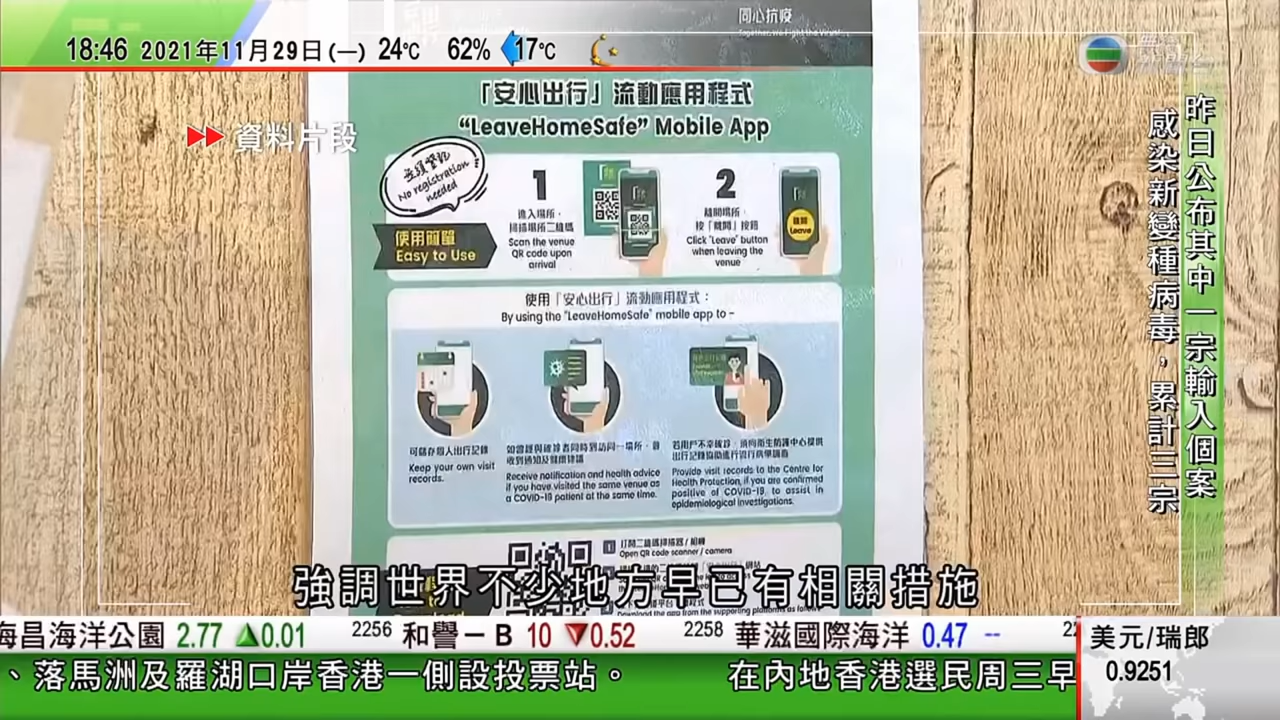 18:46 2021年11月29日(一) 24℃ 62% 17℃
同心抗疫
資料片段
「安心出行」流動應用程式
“LeaveHomeSafe” Mobile App
No registration
needed
使用簡單
Easy to Use
1
進入場所，
掃描場所二維碼
Scan the venue
QR code upon
arrival
2
離開場所，
按「離開」按鈕
Click "Leave" button
when leaving the
venue
離開
Leave
使用「安心出行」流動應用程式：
By using the "LeaveHomeSafe" mobile app to –
可儲存個人出行記錄
Keep your own visit
records.
Receive notification and health advice
if you have visited the same venue as
a COVID-19 patient at the same time.
Provide visit records to the Centre for
Health Protection, if you are confirmed
positive of COVID-19, to assist in
epidemiological investigations.
Open QR code scanner / camera
昨日公布其中一宗輸入個案
感染新變種病毒，累計三宗
強調世界不少地方早已有相關措施
海昌海洋公園 2.77 ▲0.01 2256 和譽－B 10 ▼0.52 2258 華滋國際海洋 0.47 --
、落馬洲及羅湖口岸香港一側設投票站。 在內地香港選民周三早
美元/瑞郎
0.9251